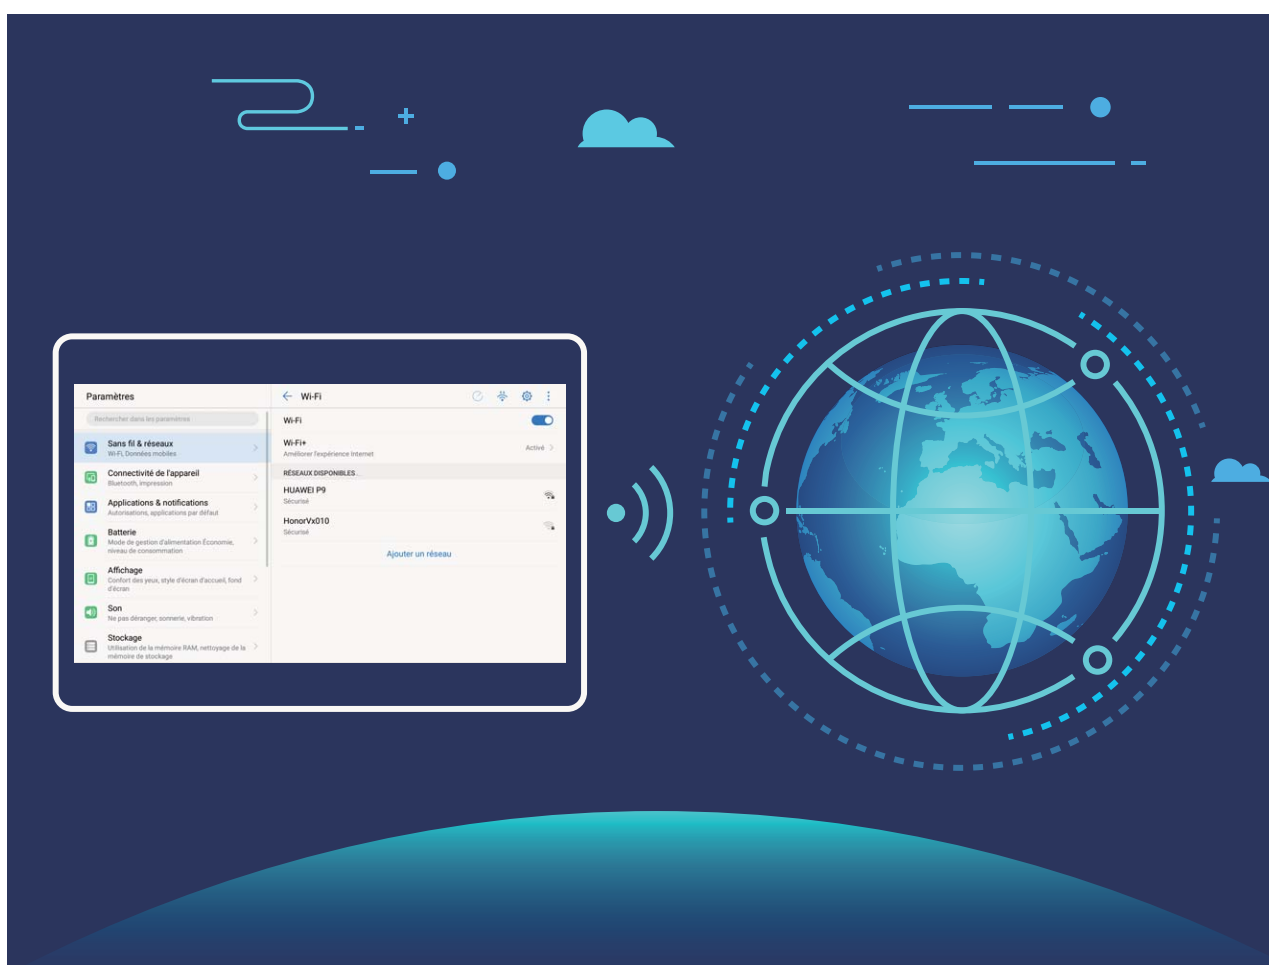 Paramètres
Rechercher dans les paramètres
Sans fil & réseaux
Wi-Fi, Données mobiles
Connectivité de l'appareil
Bluetooth, impression
Applications & notifications
Autorisations, applications par défaut
Batterie
Mode de gestion d'alimentation Économie,
niveau de consommation
Affichage
Confort des yeux, style d'écran d'accueil, fond
d'écran
Son
Ne pas déranger, sonnerie, vibration
Stockage
Utilisation de la mémoire RAM, nettoyage de la
mémoire de stockage
Wi-Fi
Wi-Fi
Wi-Fi+
Améliorer l'expérience Internet
Activé
RÉSEAUX DISPONIBLES...
HUAWEI P9
Sécurisé
HonorVx010
Sécurisé
Ajouter un réseau